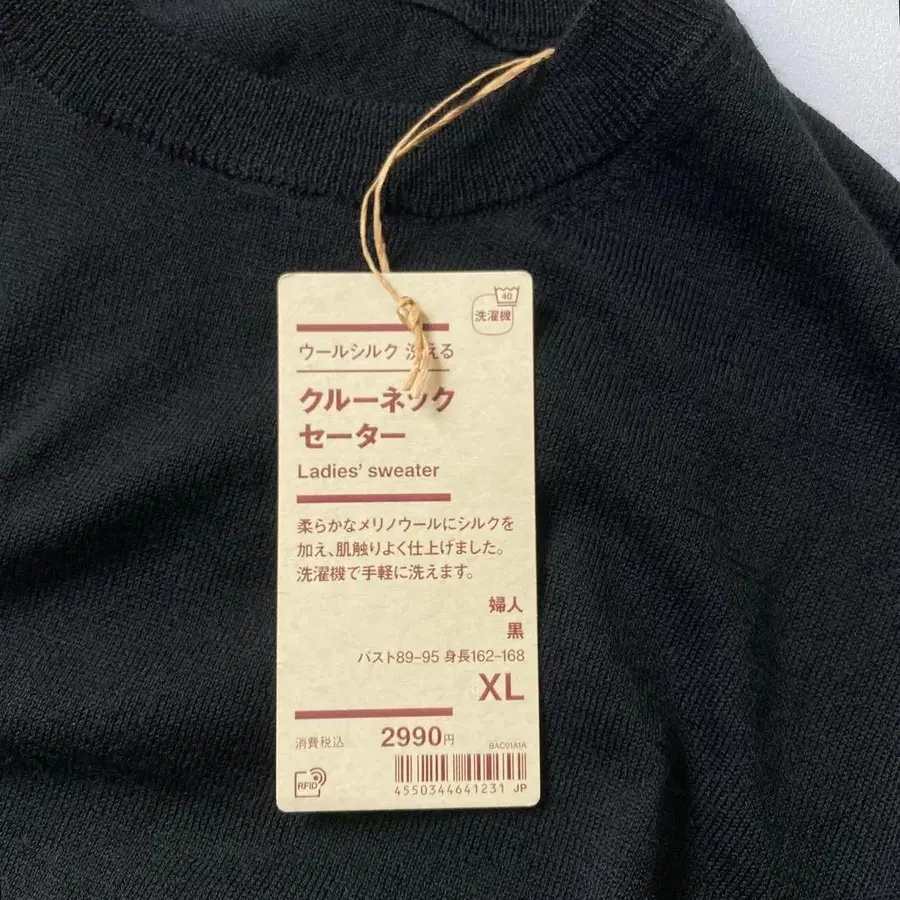 40
洗濯機
ウールシルク 洗える
クルーネック
セーター
Ladies' sweater
柔らかなメリノウールにシルクを
加え、肌触りよく仕上げました。
洗濯機で手軽に洗えます。
婦人
黒
バスト89-95 身長162-168
XL
消費税込 2990円
BAC01A1A
RFID
4550344641231 JP